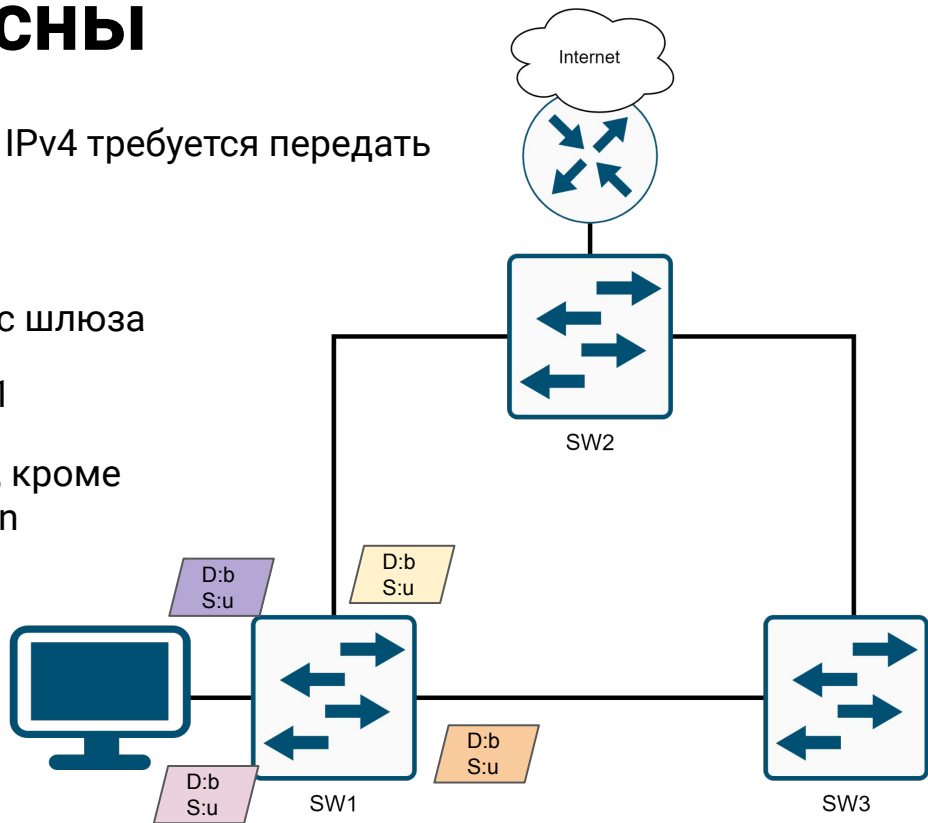 сны
IPv4 требуется передать
с шлюза
1
, кроме
n
Internet
SW2
D:b
S:u
D:b
S:u
D:b
S:u
D:b
S:u
SW1
SW3